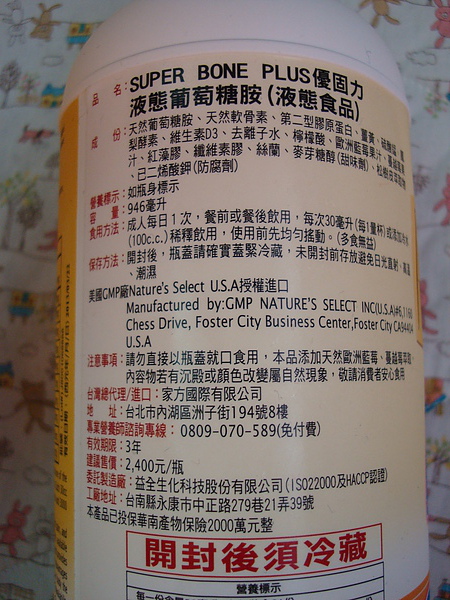 品 名：SUPER BONE PLUS優固力
液態葡萄糖胺(液態食品)
成 份：天然葡萄糖胺、天然軟骨素、第二型膠原蛋白、薑黃、
梨酵素、維生素D3、去離子水、檸檬酸、歐洲藍莓果汁、
汁、紅藻膠、纖維素膠、絲蘭、麥芽糖醇(甜味劑)、
、己二烯酸鉀(防腐劑)
營養標示：如瓶身標示
容 量：946毫升
食用方法：成人每日1次，餐前或餐後飲用，每次30毫升(每1量杯)或添加冷水
(100c.c.)稀釋飲用，使用前先均勻搖動。(多食無益)
保存方法：開封後，瓶蓋請確實蓋緊冷藏，未開封前存放避免日光直射、高溫
、潮濕
美國GMP廠Nature's Select U.S.A授權進口
Manufactured by:GMP NATURE'S SELECT INC(U.S.A)#6,1160
Chess Drive, Foster City Business Center,Foster City CA94404
U.S.A
注意事項：請勿直接以瓶蓋就口食用，本品添加天然歐洲藍莓、蔓越莓萃取
內容物若有沉殿或顏色改變屬自然現象，敬請消費者安心食用
台灣總代理/進口：家方國際有限公司
地 址：台北市內湖區洲子街194號8樓
專業營養師諮詢專線： 0809-070-589(免付費)
有效期限：3年
建議售價：2,400元/瓶
委託製造廠：益全生化科技股份有限公司(ISO22000及HACCP認證)
工廠地址：台南縣永康市中正路279巷21弄39號
本產品已投保華南產物保險2000萬元整
開封後須冷藏
營養標示